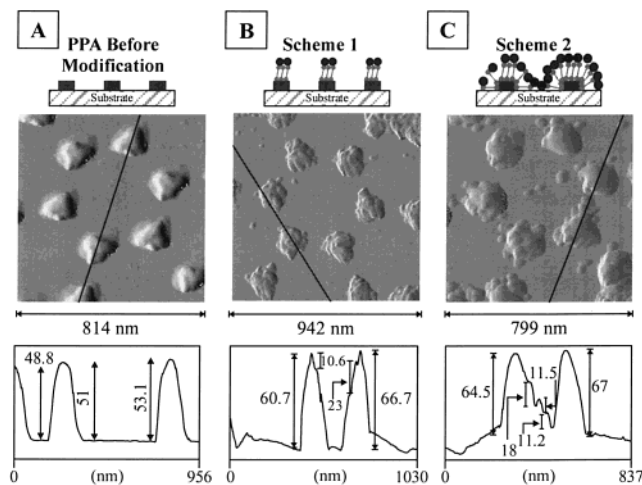 A
PPA Before
Modification
Substrate
B
Scheme 1
Substrate
C
Scheme 2
Substrate
814 nm
942 nm
799 nm
48.8
51
53.1
0
(nm)
956
60.7
10.6
23
66.7
0
(nm)
1030
64.5
18
11.2
11.5
67
0
(nm)
837